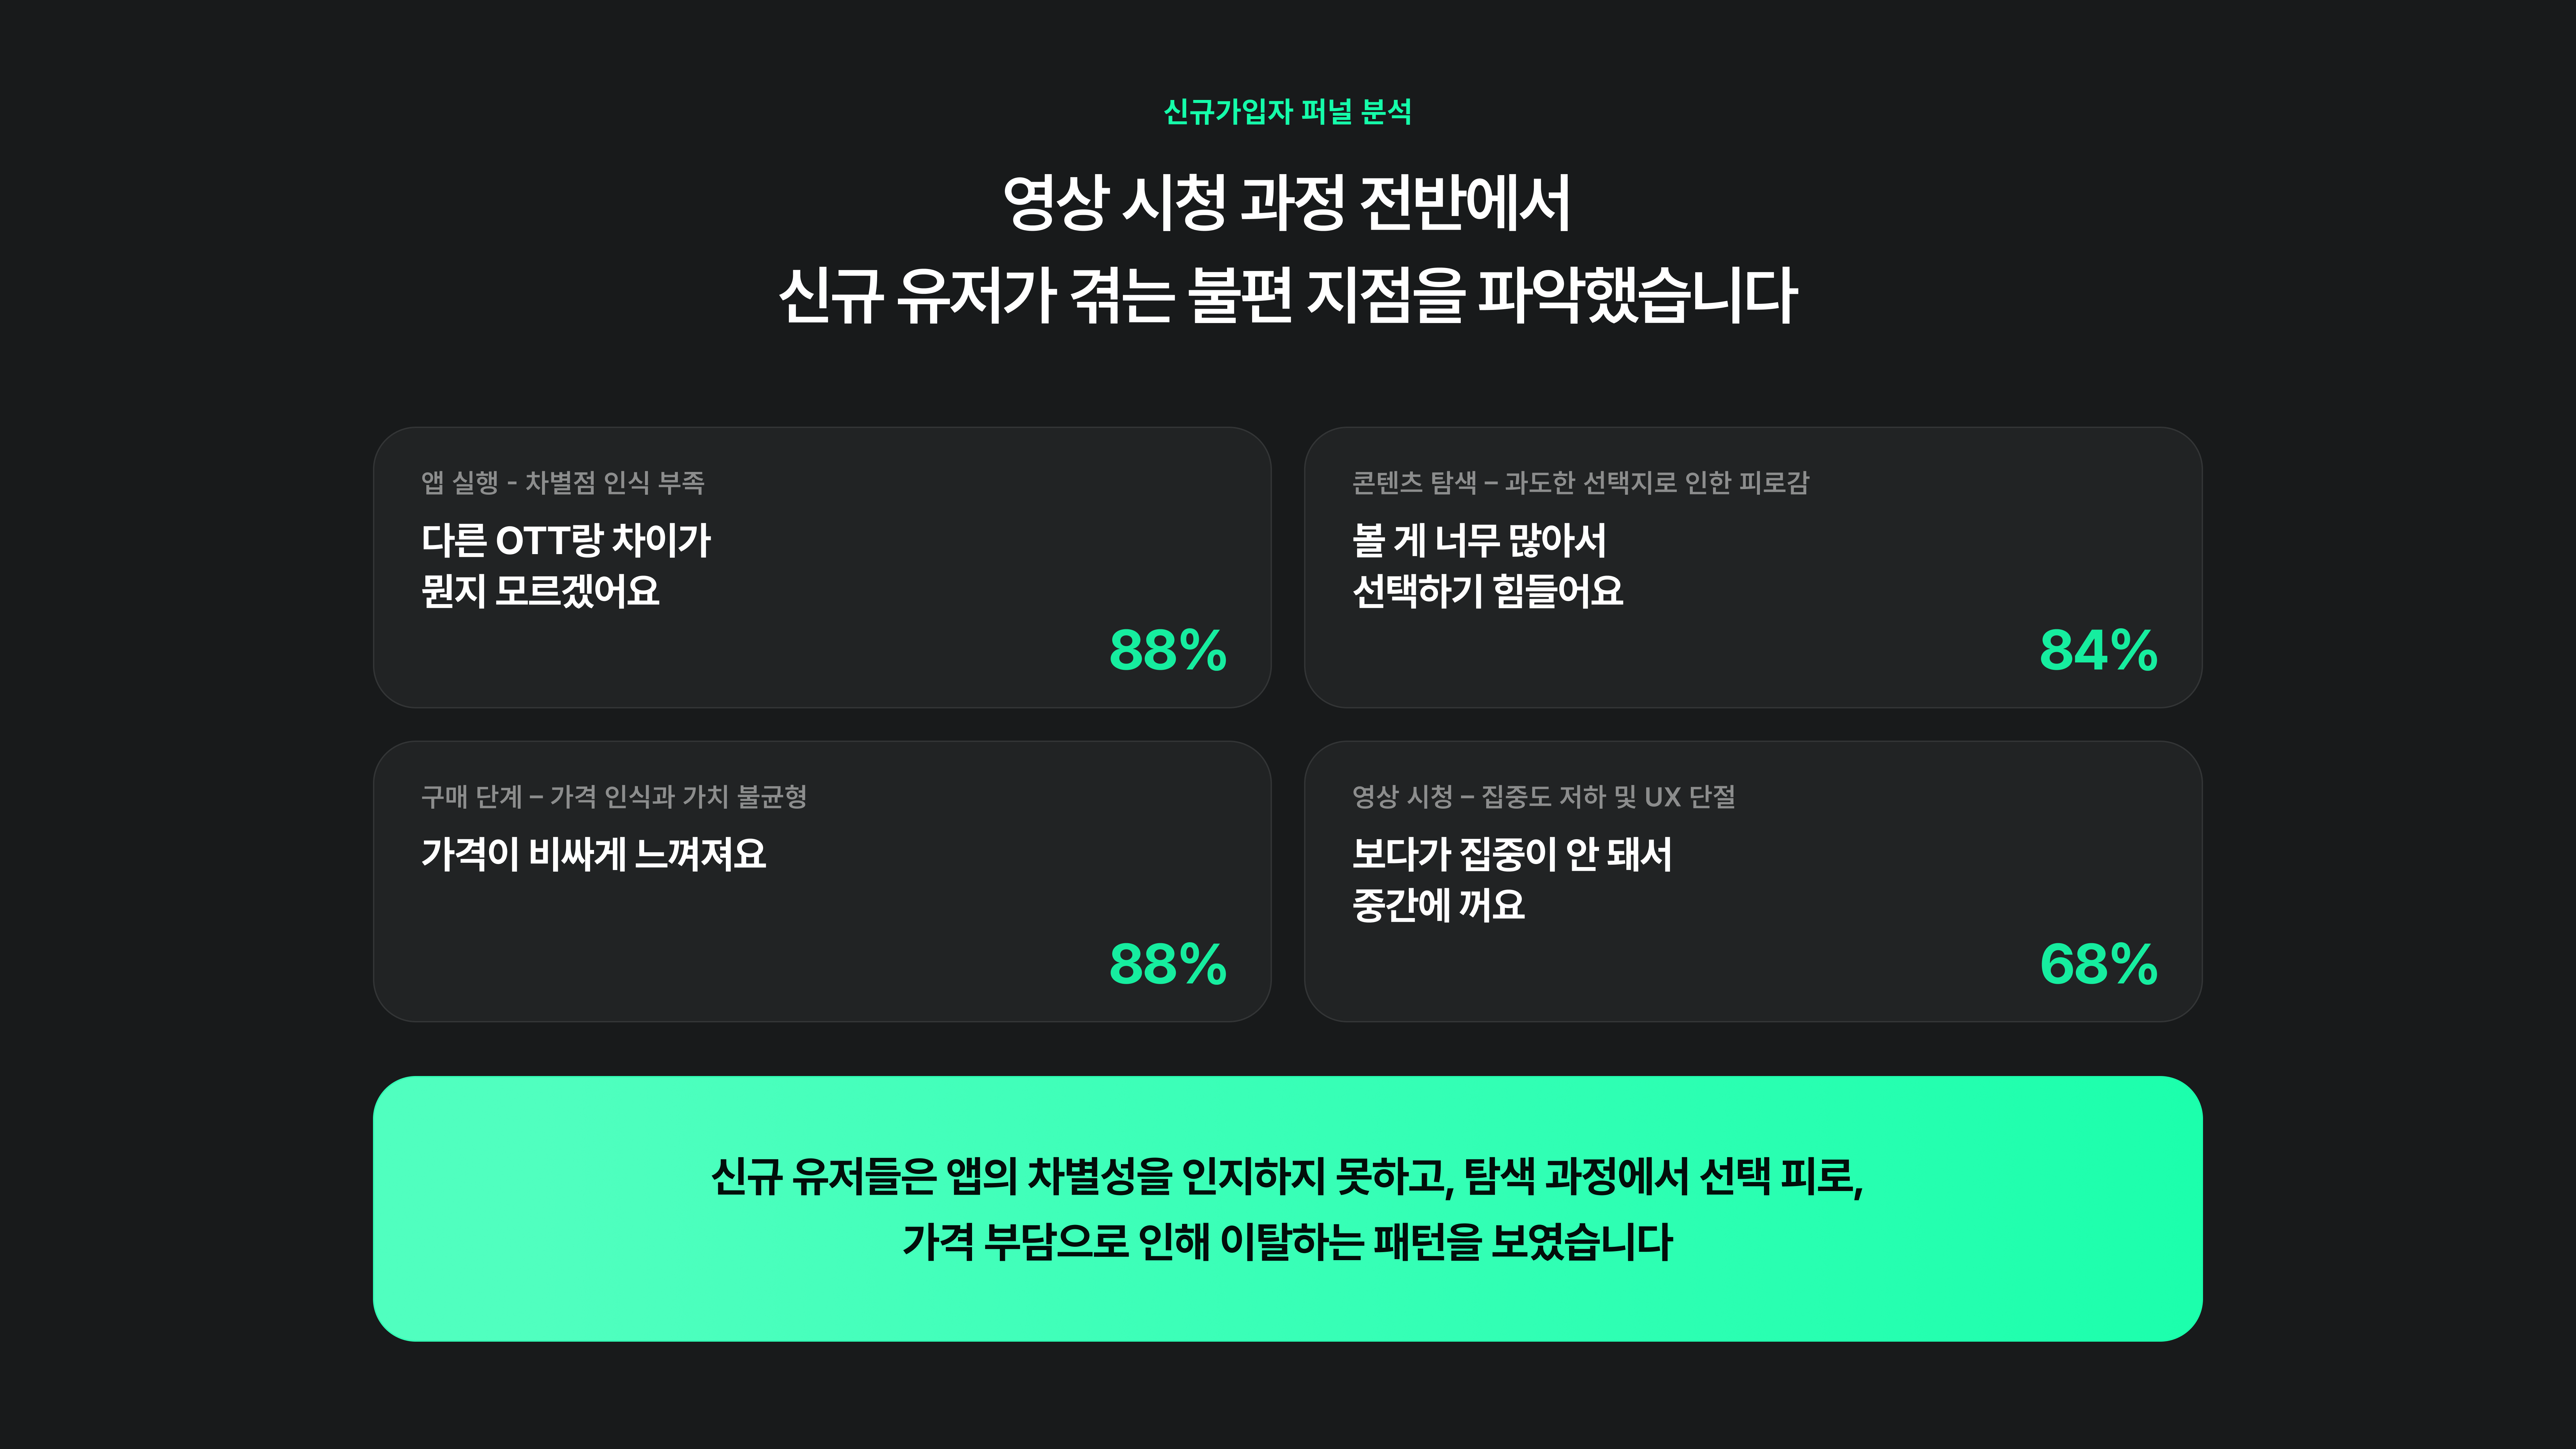 신규가입자 퍼널 분석
영상 시청 과정 전반에서
신규 유저가 겪는 불편 지점을 파악했습니다
앱 실행 - 차별점 인식 부족
다른 OTT랑 차이가
뭔지 모르겠어요
88%
콘텐츠 탐색 – 과도한 선택지로 인한 피로감
볼 게 너무 많아서
선택하기 힘들어요
84%
구매 단계 – 가격 인식과 가치 불균형
가격이 비싸게 느껴져요
88%
영상 시청 – 집중도 저하 및 UX 단절
보다가 집중이 안 돼서
중간에 꺼요
68%
신규 유저들은 앱의 차별성을 인지하지 못하고, 탐색 과정에서 선택 피로,
가격 부담으로 인해 이탈하는 패턴을 보였습니다